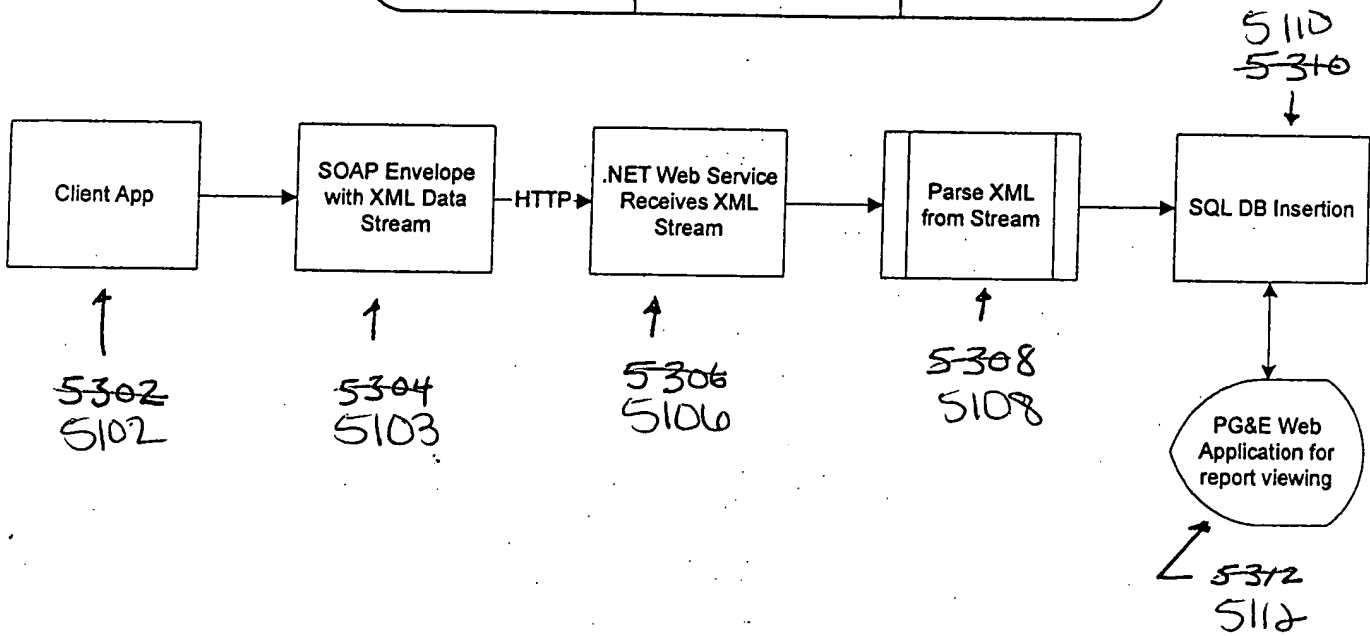 5110
5310
Client App
SOAP Envelope
with XML Data
Stream
HTTP
.NET Web Service
Receives XML
Stream
Parse XML
from Stream
SQL DB Insertion
5302
5102
5304
5103
5306
5106
5308
5108
PG&E Web
Application for
report viewing
5312
5112